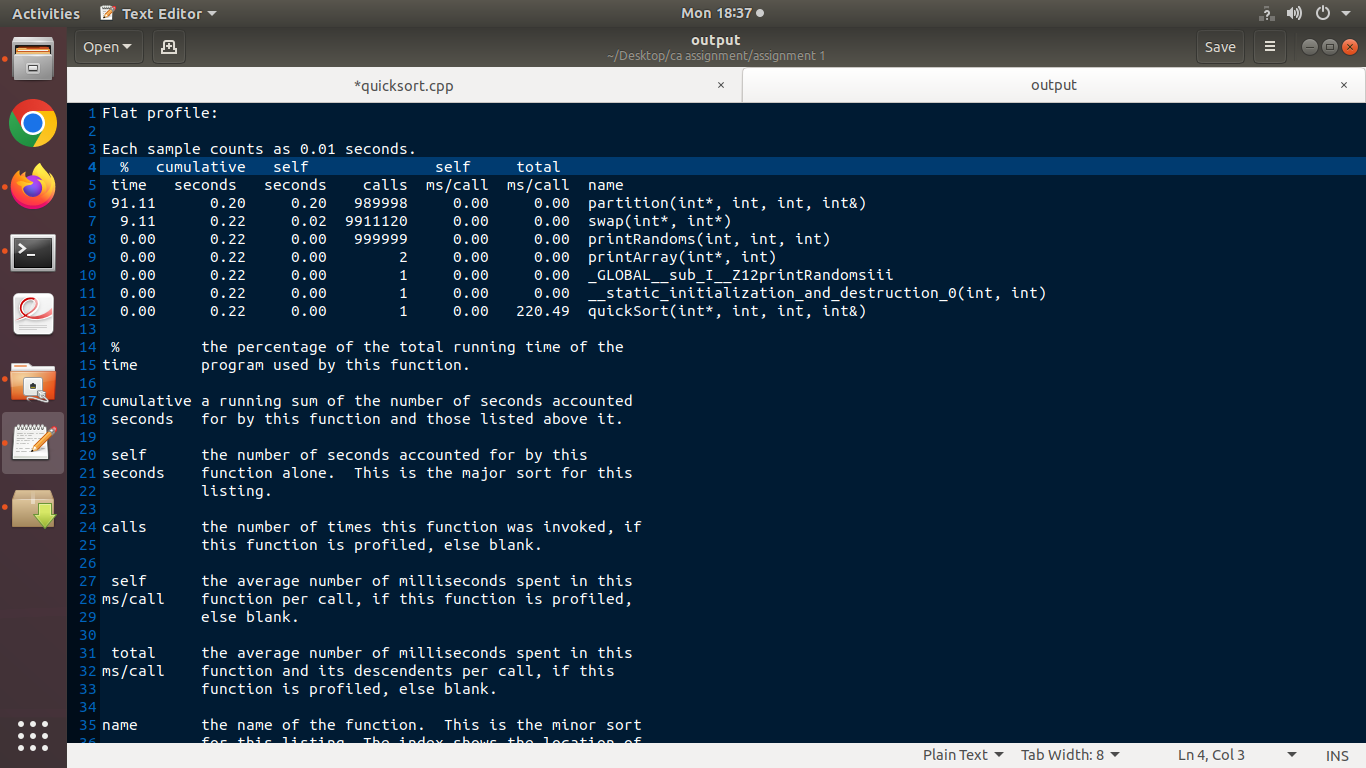 Activities Text Editor Mon 18:37
Open output Save
~/Desktop/ca assignment/assignment 1
*quicksort.cpp × output ×
1 Flat profile:
2
3 Each sample counts as 0.01 seconds.
4   %   cumulative   self              self     total
5  time   seconds   seconds    calls  ms/call  ms/call  name
6  91.11      0.20     0.20   989998     0.00     0.00  partition(int*, int, int, int&)
7   9.11      0.22     0.02  9911120     0.00     0.00  swap(int*, int*)
8   0.00      0.22     0.00   999999     0.00     0.00  printRandoms(int, int, int)
9   0.00      0.22     0.00        2     0.00     0.00  printArray(int*, int)
10   0.00      0.22     0.00        1     0.00     0.00  _GLOBAL__sub_I__Z12printRandomsiii
11   0.00      0.22     0.00        1     0.00     0.00  __static_initialization_and_destruction_0(int, int)
12   0.00      0.22     0.00        1     0.00   220.49  quickSort(int*, int, int, int&)
13
14  %         the percentage of the total running time of the
15 time       program used by this function.
16
17 cumulative a running sum of the number of seconds accounted
18  seconds   for by this function and those listed above it.
19
20  self      the number of seconds accounted for by this
21 seconds    function alone.  This is the major sort for this
22            listing.
23
24 calls      the number of times this function was invoked, if
25            this function is profiled, else blank.
26
27  self      the average number of milliseconds spent in this
28 ms/call    function per call, if this function is profiled,
29            else blank.
30
31  total     the average number of milliseconds spent in this
32 ms/call    function and its descendents per call, if this
33            function is profiled, else blank.
34
35 name       the name of the function.  This is the minor sort
36            for this listing. The index shows the location of
Plain Text Tab Width: 8 Ln 4, Col 3 INS